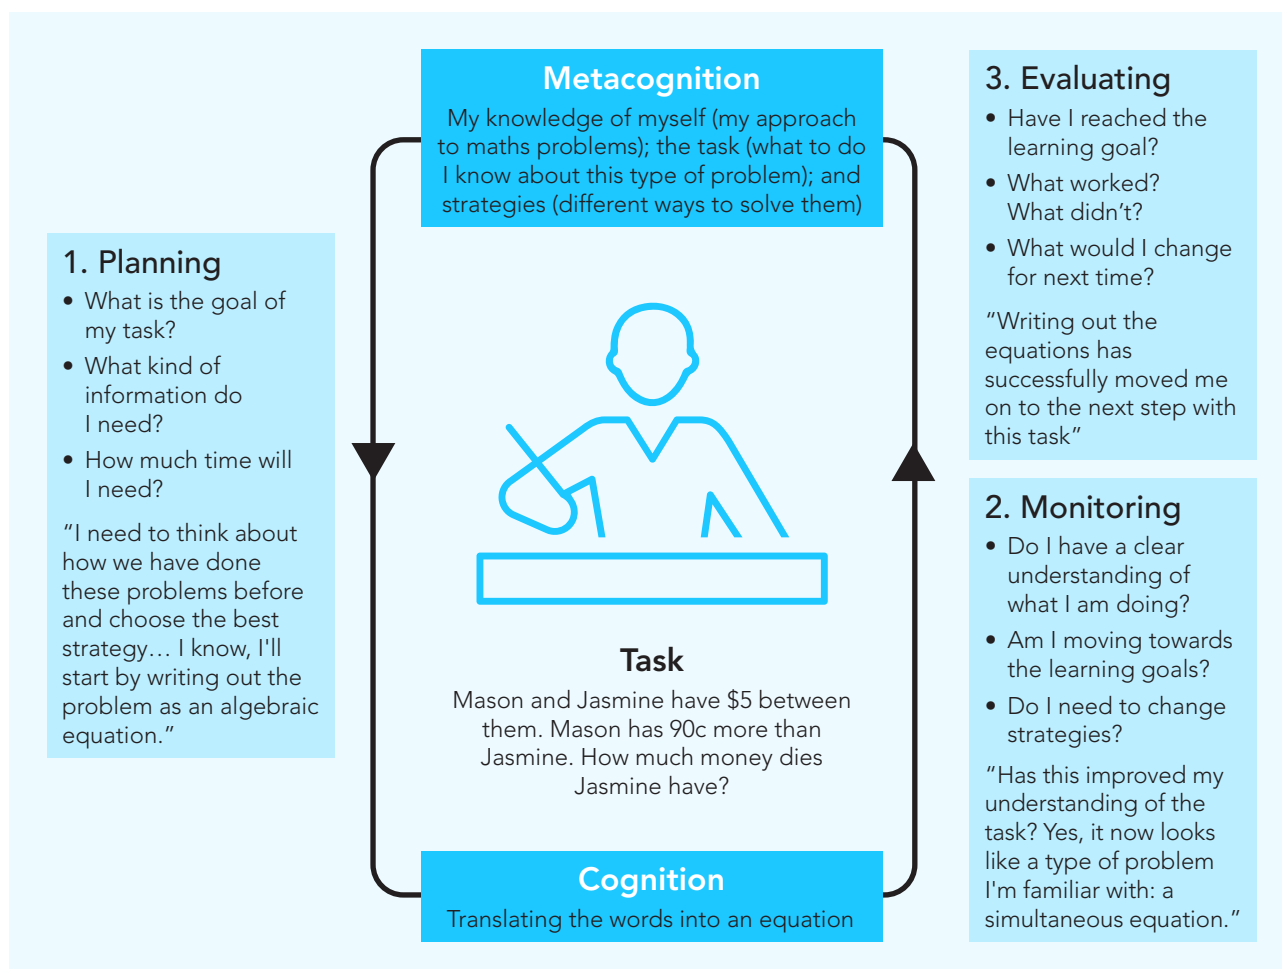 Metacognition
My knowledge of myself (my approach
to maths problems); the task (what to do
I know about this type of problem); and
strategies (different ways to solve them)
1. Planning
• What is the goal of
my task?
• What kind of
information do
I need?
• How much time will
I need?
“I need to think about
how we have done
these problems before
and choose the best
strategy… I know, I'll
start by writing out the
problem as an algebraic
equation.”
Task
Mason and Jasmine have $5 between
them. Mason has 90c more than
Jasmine. How much money dies
Jasmine have?
Cognition
Translating the words into an equation
3. Evaluating
• Have I reached the
learning goal?
• What worked?
What didn’t?
• What would I change
for next time?
“Writing out the
equations has
successfully moved me
on to the next step with
this task”
2. Monitoring
• Do I have a clear
understanding of
what I am doing?
• Am I moving towards
the learning goals?
• Do I need to change
strategies?
“Has this improved my
understanding of the
task? Yes, it now looks
like a type of problem
I'm familiar with: a
simultaneous equation.”